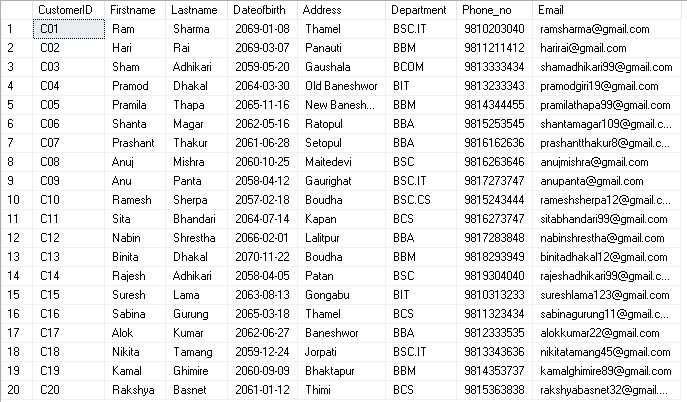 CustomerID Firstname Lastname Dateofbirth Address Department Phone_no Email
1 C01 Ram Sharma 2069-01-08 Thamel BSC.IT 9810203040 ramsharma@gmail.com
2 C02 Hari Rai 2069-03-07 Panauti BBM 9811211412 harirai@gmail.com
3 C03 Sham Adhikari 2059-05-20 Gaushala BCOM 9813333434 shamadhikari99@gmail.com
4 C04 Pramod Dhakal 2064-03-30 Old Baneshwor BIT 9813233343 pramodgiri19@gmail.com
5 C05 Pramila Thapa 2065-11-16 New Banesh... BBM 9814344455 pramilathapa99@gmail.com
6 C06 Shanta Magar 2062-05-16 Ratopul BBA 9815253545 shantamagar109@gmail.c...
7 C07 Prashant Thakur 2061-06-28 Setopul BBA 9816162636 prashantthakur8@gmail.c...
8 C08 Anuj Mishra 2060-10-25 Maitedevi BSC 9816263646 anujmishra@gmail.com
9 C09 Anu Panta 2058-04-12 Gaurighat BSC.IT 9817273747 anupanta@gmail.com
10 C10 Ramesh Sherpa 2057-02-18 Boudha BSC.CS 9815243444 rameshsherpa12@gmail.c...
11 C11 Sita Bhandari 2064-07-14 Kapan BCS 9816273747 sitabhandari99@gmail.com
12 C12 Nabin Shrestha 2066-02-01 Lalitpur BBA 9817283848 nabinshrestha@gmail.com
13 C13 Binita Dhakal 2070-11-22 Boudha BBM 9818293949 binitadhakal12@gmail.com
14 C14 Rajesh Adhikari 2058-04-05 Patan BSC 9819304040 rajeshadhikari99@gmail.c...
15 C15 Suresh Lama 2063-08-13 Gongabu BIT 9810313233 sureshlama123@gmail.com
16 C16 Sabina Gurung 2065-03-18 Thamel BCS 9811323434 sabinagurung11@gmail.c...
17 C17 Alok Kumar 2062-06-27 Baneshwor BBA 9812333535 alokkumar22@gmail.com
18 C18 Nikita Tamang 2059-12-24 Jorpati BSC.IT 9813343636 nikitatamang45@gmail.com
19 C19 Kamal Ghimire 2060-09-09 Bhaktapur BBM 9814353737 kamalghimire89@gmail.com
20 C20 Rakshya Basnet 2061-01-12 Thimi BCS 9815363838 rakshyabasnet32@gmail....